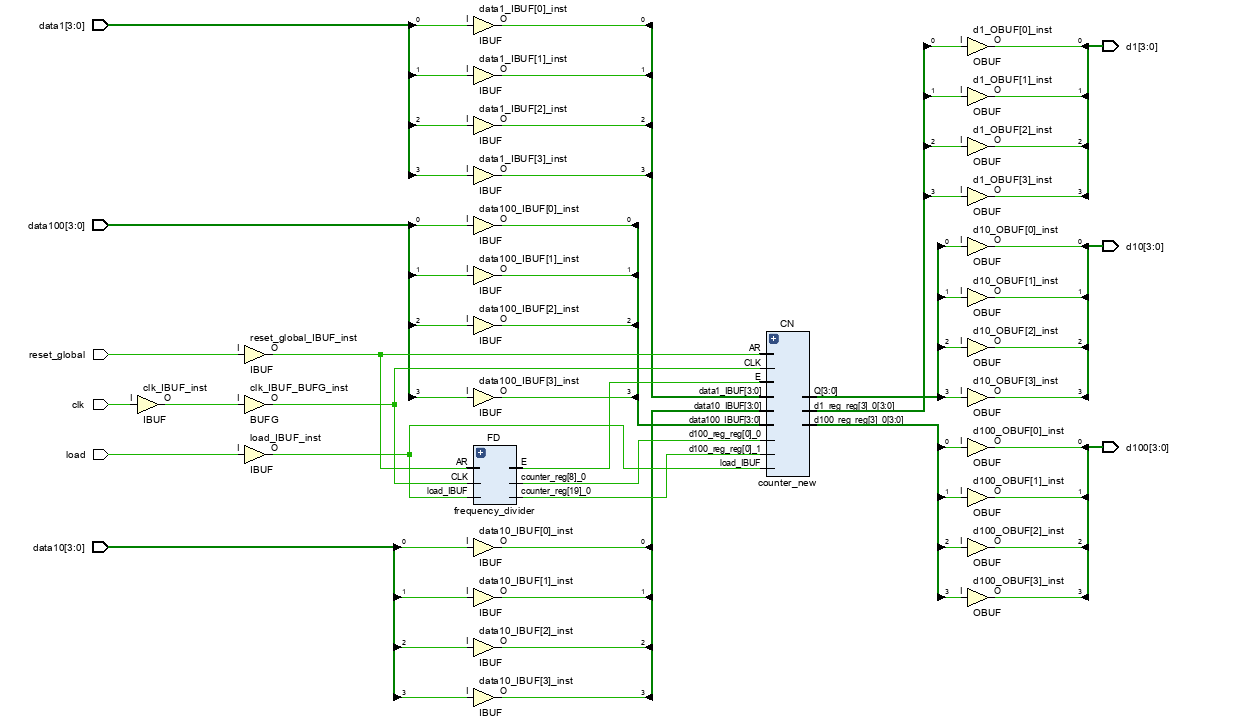 data1[3:0]
0
data1_IBUF[0]_inst
I
O
IBUF
0
1
data1_IBUF[1]_inst
I
O
IBUF
1
2
data1_IBUF[2]_inst
I
O
IBUF
2
3
data1_IBUF[3]_inst
I
O
IBUF
3
data100[3:0]
0
data100_IBUF[0]_inst
I
O
IBUF
0
1
data100_IBUF[1]_inst
I
O
IBUF
1
2
data100_IBUF[2]_inst
I
O
IBUF
2
3
data100_IBUF[3]_inst
I
O
IBUF
3
reset_global
reset_global_IBUF_inst
I
O
IBUF
clk
clk_IBUF_inst
I
O
IBUF
clk_IBUF_BUFG_inst
I
O
BUFG
load
load_IBUF_inst
I
O
IBUF
FD
AR
CLK
load_IBUF
E
counter_reg[8]_0
counter_reg[19]_0
frequency_divider
data10[3:0]
0
data10_IBUF[0]_inst
I
O
IBUF
0
1
data10_IBUF[1]_inst
I
O
IBUF
1
2
data10_IBUF[2]_inst
I
O
IBUF
2
3
data10_IBUF[3]_inst
I
O
IBUF
3
CN
AR
CLK
E
data1_IBUF[3:0]
data10_IBUF[3:0]
data100_IBUF[3:0]
d100_reg_reg[0]_0
d100_reg_reg[0]_1
load_IBUF
Q[3:0]
d1_reg_reg[3]_0[3:0]
d100_reg_reg[3]_0[3:0]
counter_new
0
d1_OBUF[0]_inst
I
O
OBUF
0
d1[3:0]
1
d1_OBUF[1]_inst
I
O
OBUF
1
2
d1_OBUF[2]_inst
I
O
OBUF
2
3
d1_OBUF[3]_inst
I
O
OBUF
3
0
d10_OBUF[0]_inst
I
O
OBUF
0
d10[3:0]
1
d10_OBUF[1]_inst
I
O
OBUF
1
2
d10_OBUF[2]_inst
I
O
OBUF
2
3
d10_OBUF[3]_inst
I
O
OBUF
3
0
d100_OBUF[0]_inst
I
O
OBUF
0
d100[3:0]
1
d100_OBUF[1]_inst
I
O
OBUF
1
2
d100_OBUF[2]_inst
I
O
OBUF
2
3
d100_OBUF[3]_inst
I
O
OBUF
3